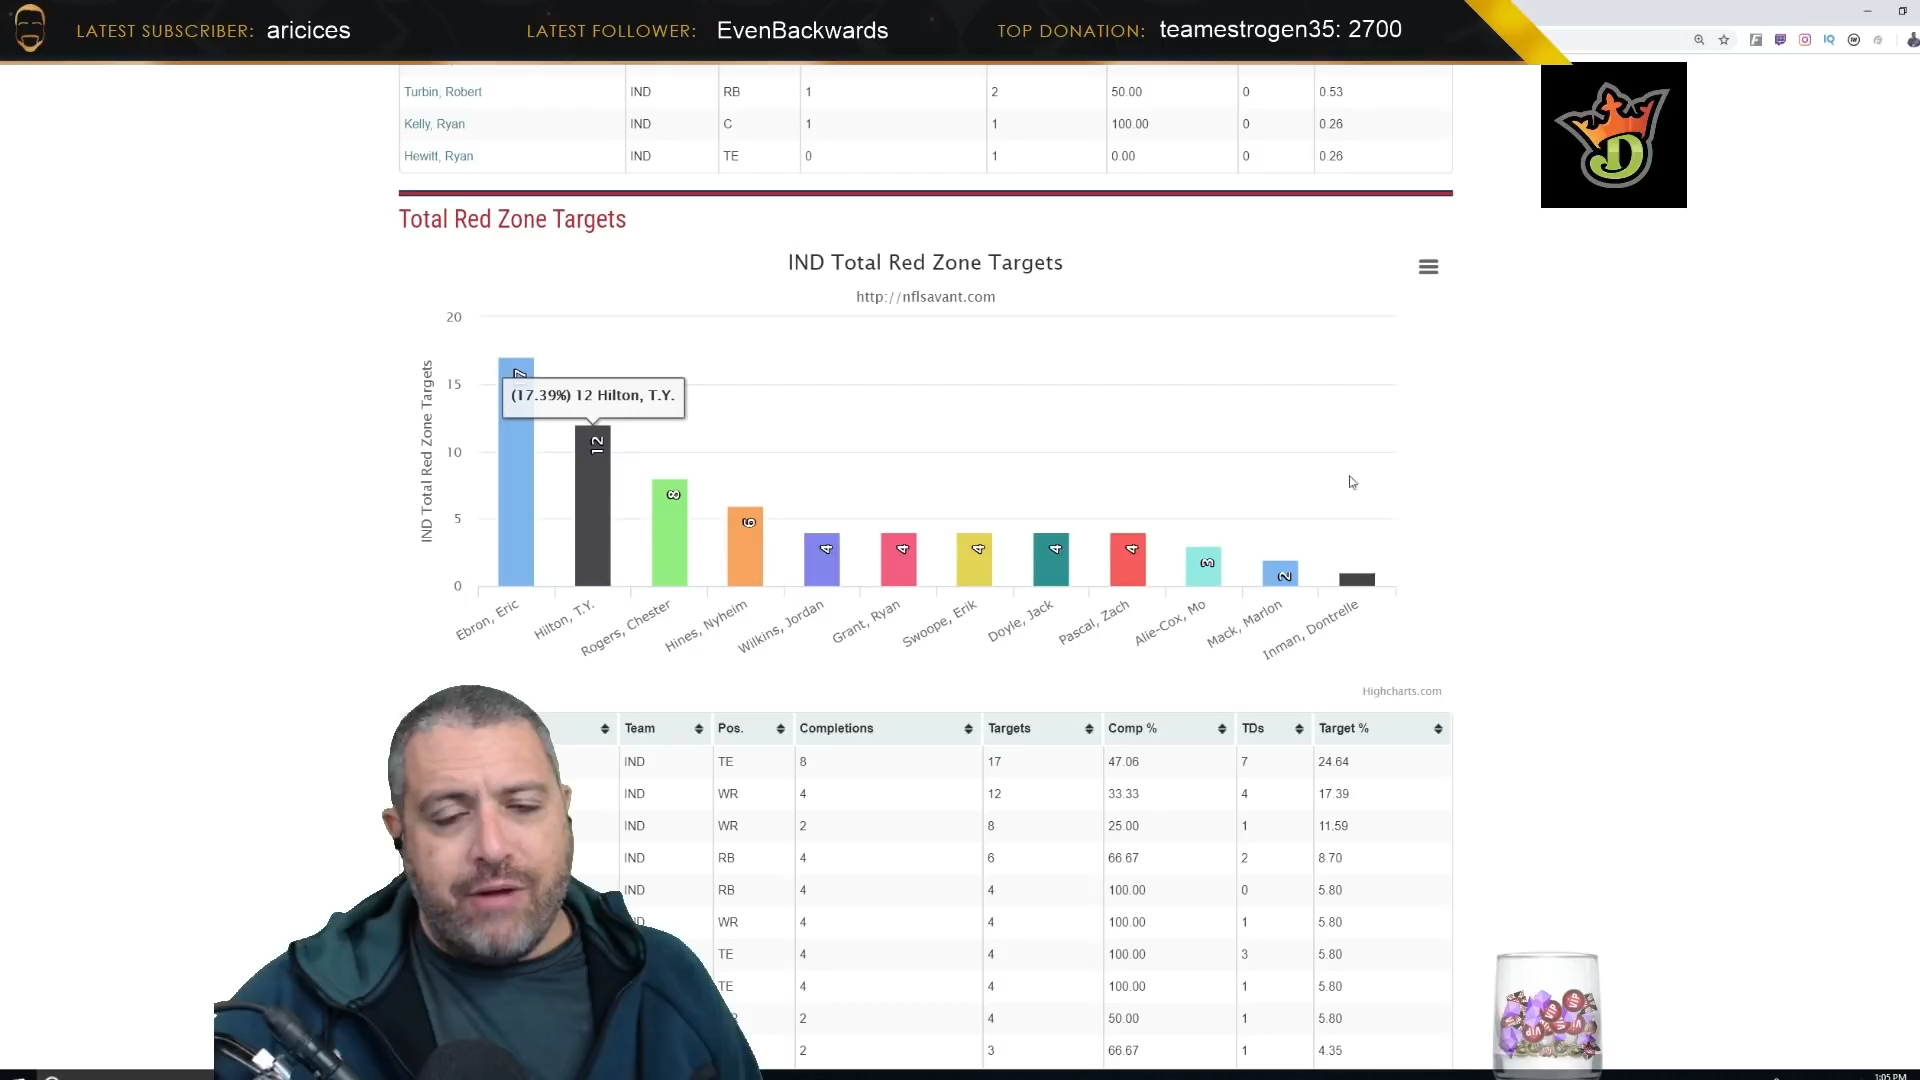 LATEST SUBSCRIBER: aricices LATEST FOLLOWER: EvenBackwards TOP DONATION: teamestrogen35: 2700
Turbin, Robert IND RB 1 2 50.00 0 0.53
Kelly, Ryan IND C 1 1 100.00 0 0.26
Hewitt, Ryan IND TE 0 1 0.00 0 0.26
Total Red Zone Targets
IND Total Red Zone Targets
http://nflsavant.com
IND Total Red Zone Targets
20
15
10
5
0
(17.39%) 12 Hilton, T.Y.
12
8
6
4
4
4
4
4
3
2
Ebron, Eric
Hilton, T.Y.
Rogers, Chester
Hines, Nyheim
Wilkins, Jordan
Grant, Ryan
Swoope, Erik
Doyle, Jack
Pascal, Zach
Alie-Cox, Mo
Mack, Marlon
Inman, Dontrelle
Highcharts.com
Team Pos. Completions Targets Comp % TDs Target %
IND TE 8 17 47.06 7 24.64
IND WR 4 12 33.33 4 17.39
IND WR 2 8 25.00 1 11.59
IND RB 4 6 66.67 2 8.70
IND RB 4 4 100.00 0 5.80
WR 4 4 100.00 1 5.80
TE 4 4 100.00 3 5.80
TE 4 4 100.00 1 5.80
2 4 50.00 1 5.80
2 3 66.67 1 4.35
D
IQ
VIP
1:05 PM